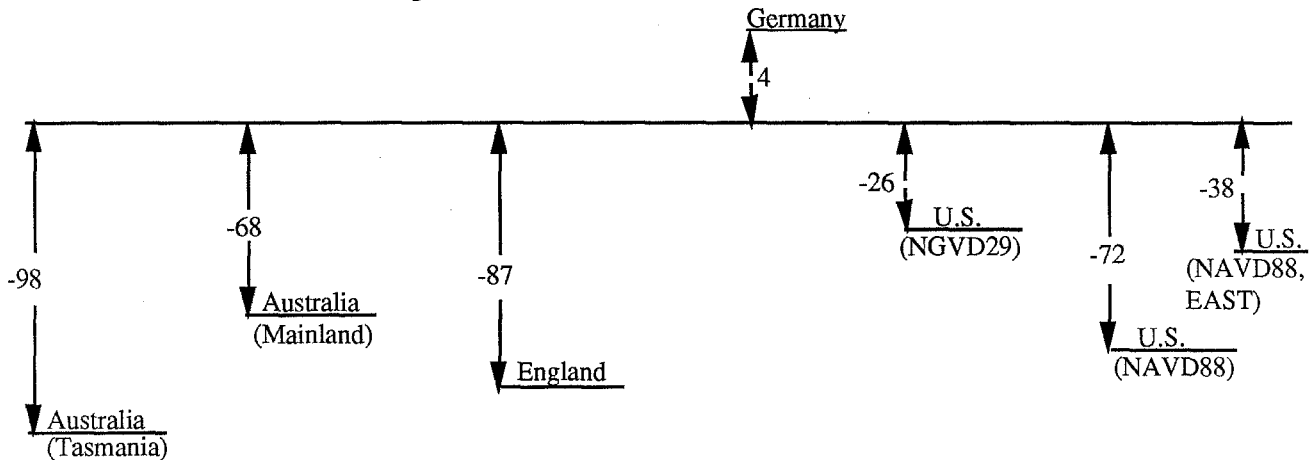 Germany
4
-26
-38
U.S.
(NGVD29)
-68
-72
U.S.
(NAVD88,
EAST)
-98
-87
Australia
(Mainland)
U.S.
(NAVD88)
England
Australia
(Tasmania)